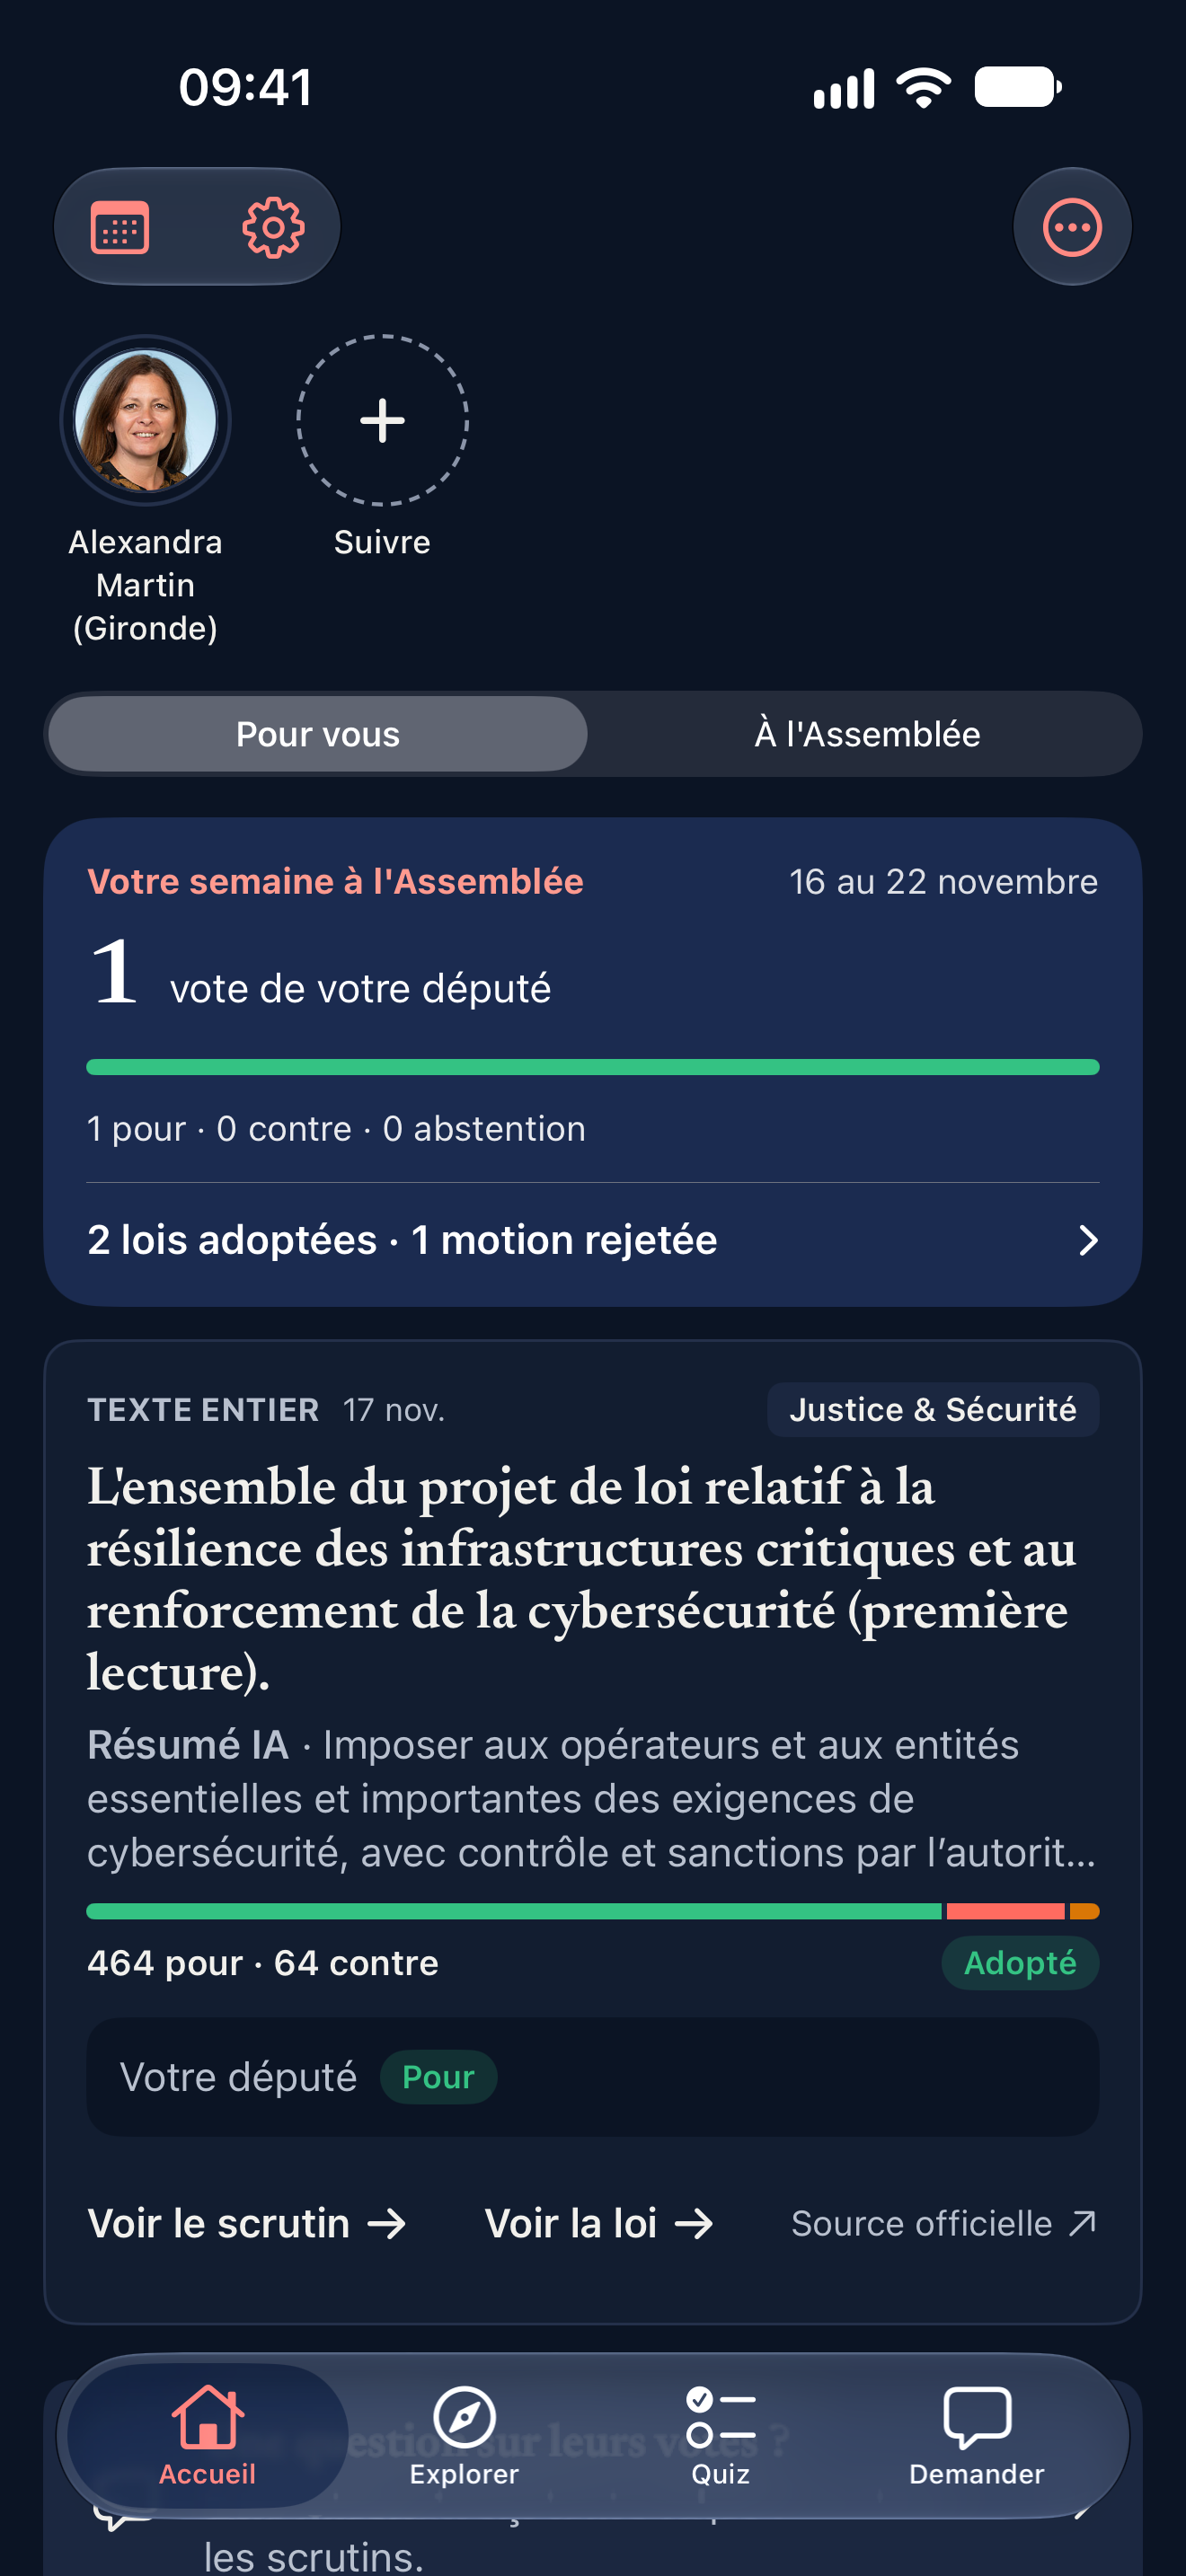 09:41
Alexandra
Martin
(Gironde)
Suivre
Pour vous
À l'Assemblée
Votre semaine à l'Assemblée
16 au 22 novembre
1 vote de votre député
1 pour · 0 contre · 0 abstention
2 lois adoptées · 1 motion rejetée
TEXTE ENTIER 17 nov.
Justice & Sécurité
L'ensemble du projet de loi relatif à la
résilience des infrastructures critiques et au
renforcement de la cybersécurité (première
lecture).
Résumé IA · Imposer aux opérateurs et aux entités
essentielles et importantes des exigences de
cybersécurité, avec contrôle et sanctions par l’autorit...
464 pour · 64 contre
Adopté
Votre député Pour
Voir le scrutin →
Voir la loi →
Source officielle ↗
question sur leurs votes ?
Accueil
Explorer
Quiz
Demander
les scrutins.